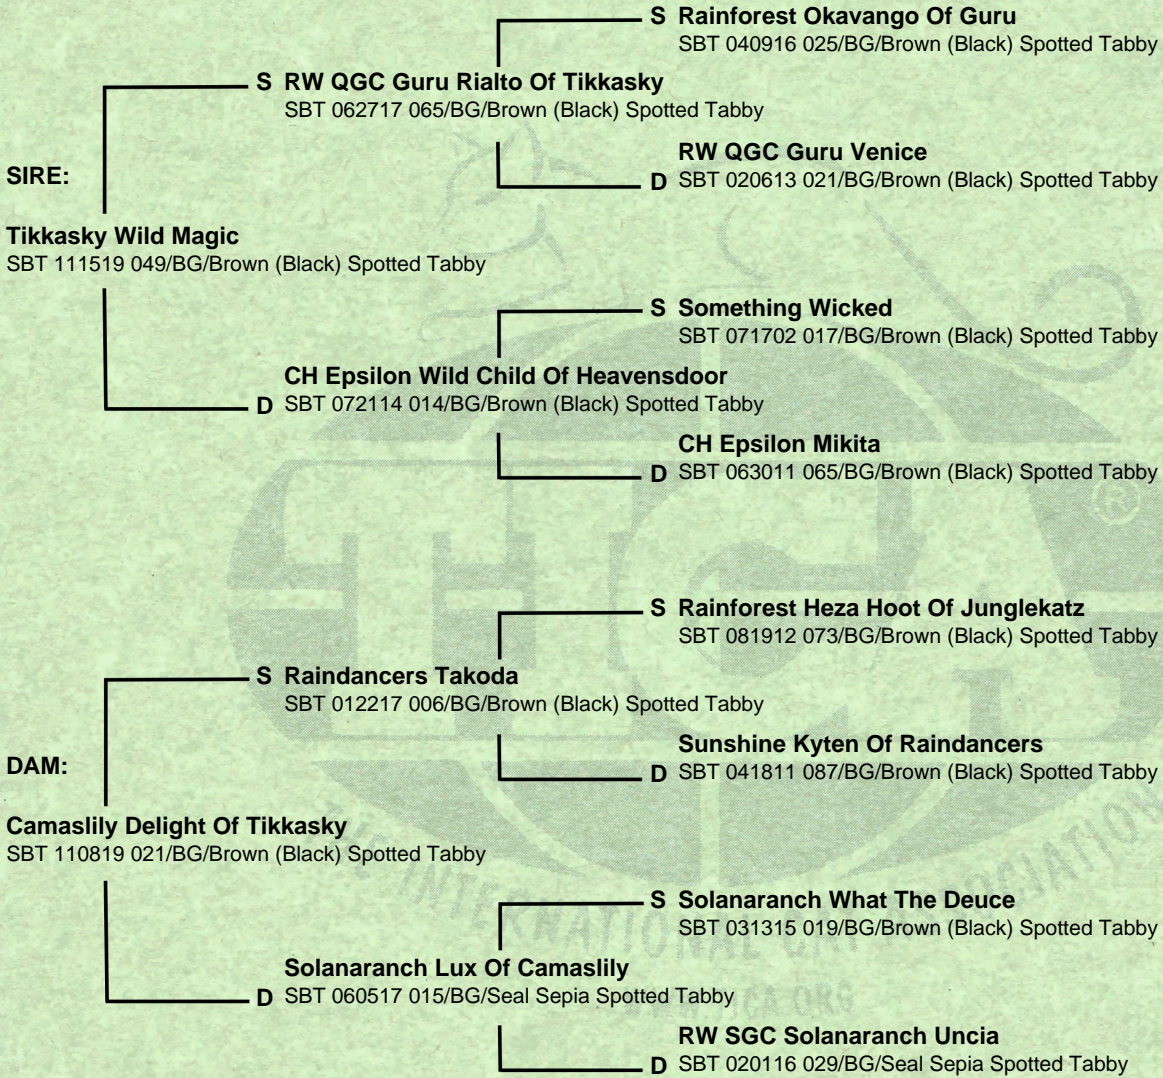 S Rainforest Okavango Of Guru
SBT 040916 025/BG/Brown (Black) Spotted Tabby
S RW QGC Guru Rialto Of Tikkasky
SBT 062717 065/BG/Brown (Black) Spotted Tabby
RW QGC Guru Venice
D SBT 020613 021/BG/Brown (Black) Spotted Tabby
SIRE:
Tikkasky Wild Magic
SBT 111519 049/BG/Brown (Black) Spotted Tabby
S Something Wicked
SBT 071702 017/BG/Brown (Black) Spotted Tabby
CH Epsilon Wild Child Of Heavensdoor
D SBT 072114 014/BG/Brown (Black) Spotted Tabby
CH Epsilon Mikita
D SBT 063011 065/BG/Brown (Black) Spotted Tabby
TICA ®
S Rainforest Heza Hoot Of Junglekatz
SBT 081912 073/BG/Brown (Black) Spotted Tabby
S Raindancers Takoda
SBT 012217 006/BG/Brown (Black) Spotted Tabby
Sunshine Kyten Of Raindancers
D SBT 041811 087/BG/Brown (Black) Spotted Tabby
DAM:
Camaslily Delight Of Tikkasky
SBT 110819 021/BG/Brown (Black) Spotted Tabby
S Solanaranch What The Deuce
SBT 031315 019/BG/Brown (Black) Spotted Tabby
Solanaranch Lux Of Camaslily
D SBT 060517 015/BG/Seal Sepia Spotted Tabby
RW SGC Solanaranch Uncia
D SBT 020116 029/BG/Seal Sepia Spotted Tabby
THE INTERNATIONAL CAT ASSOCIATION
WWW.TICA.ORG